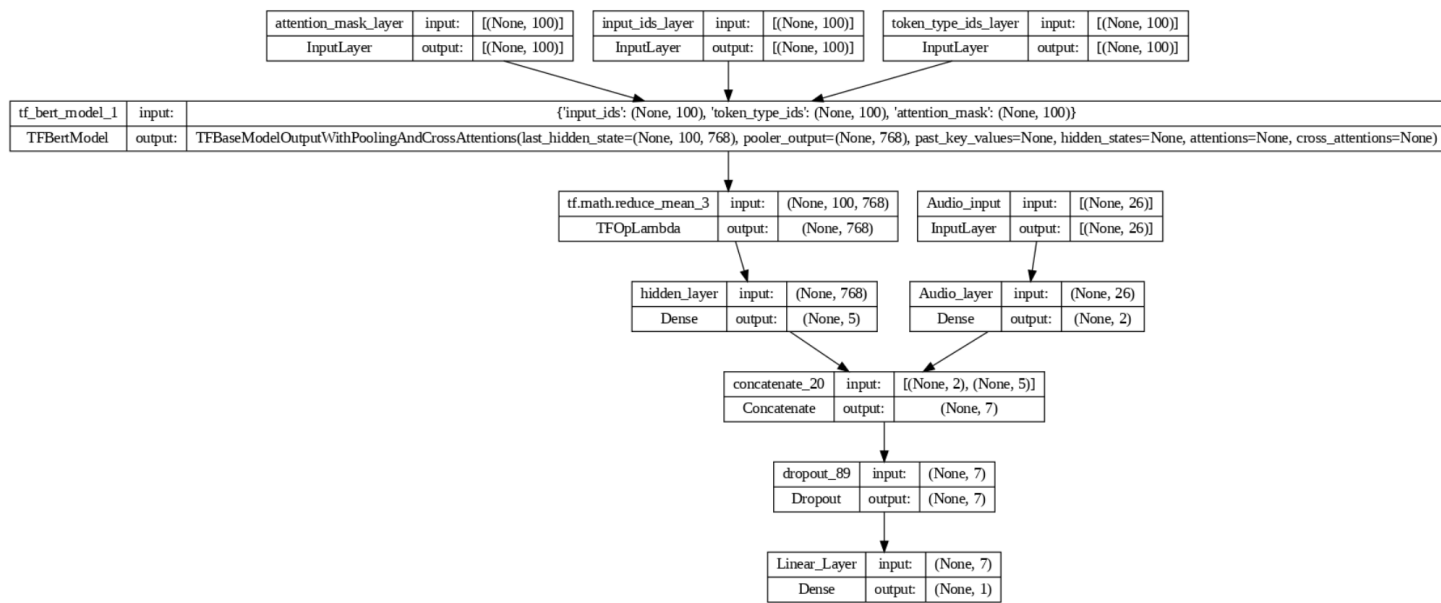 attention_mask_layer input: [(None, 100)]
InputLayer output: [(None, 100)]
input_ids_layer input: [(None, 100)]
InputLayer output: [(None, 100)]
token_type_ids_layer input: [(None, 100)]
InputLayer output: [(None, 100)]
tf_bert_model_1 input: {'input_ids': (None, 100), 'token_type_ids': (None, 100), 'attention_mask': (None, 100)}
TFBertModel output: TFBaseModelOutputWithPoolingAndCrossAttentions(last_hidden_state=(None, 100, 768), pooler_output=(None, 768), past_key_values=None, hidden_states=None, attentions=None, cross_attentions=None)
tf.math.reduce_mean_3 input: (None, 100, 768)
TFOpLambda output: (None, 768)
Audio_input input: [(None, 26)]
InputLayer output: [(None, 26)]
hidden_layer input: (None, 768)
Dense output: (None, 5)
Audio_layer input: (None, 26)
Dense output: (None, 2)
concatenate_20 input: [(None, 2), (None, 5)]
Concatenate output: (None, 7)
dropout_89 input: (None, 7)
Dropout output: (None, 7)
Linear_Layer input: (None, 7)
Dense output: (None, 1)